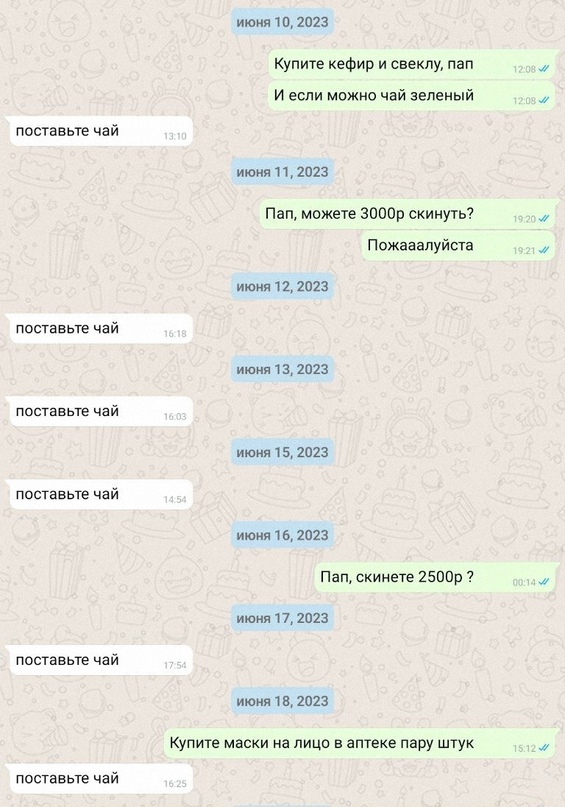 июня 10, 2023
Купите кефир и свеклу, пап 12:08
И если можно чай зеленый 12:08
поставьте чай 13:10
июня 11, 2023
Пап, можете 3000р скинуть? 19:20
Пожааалуйста 19:21
июня 12, 2023
поставьте чай 16:18
июня 13, 2023
поставьте чай 16:03
июня 15, 2023
поставьте чай 14:54
июня 16, 2023
Пап, скинете 2500р ? 00:14
июня 17, 2023
поставьте чай 17:54
июня 18, 2023
Купите маски на лицо в аптеке пару штук 15:12
поставьте чай 16:25